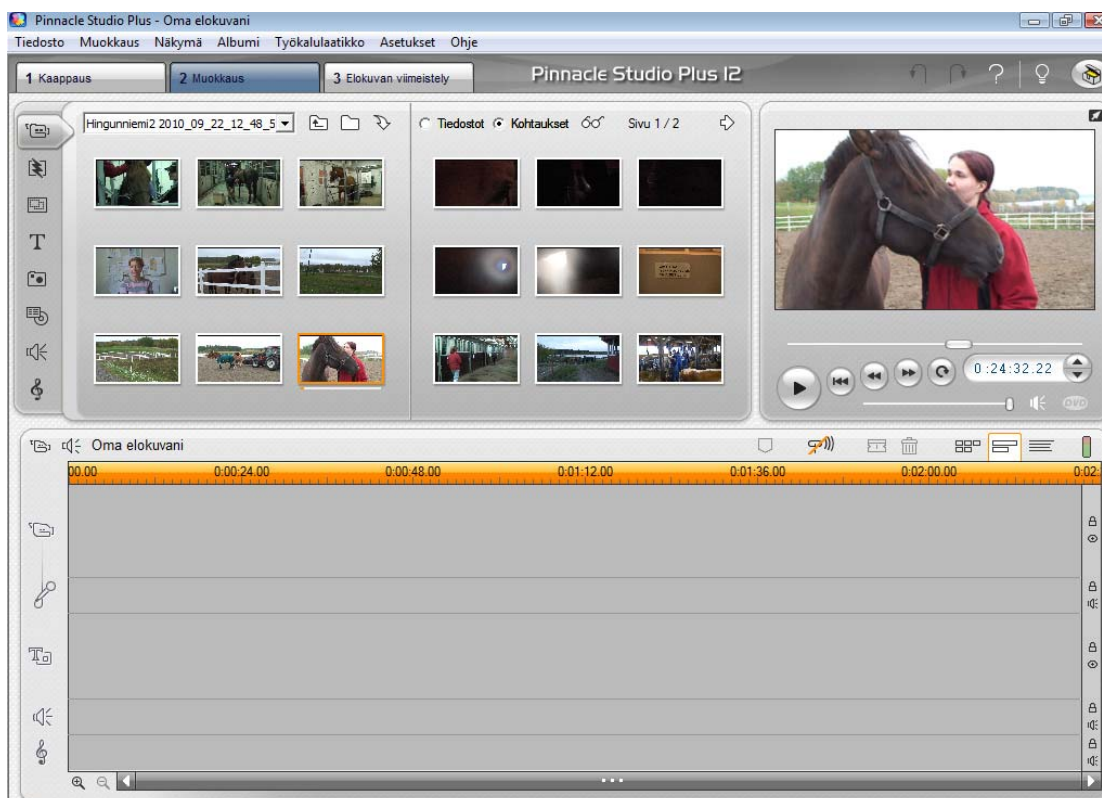 Pinnacle Studio Plus - Oma elokuvani
Tiedosto Muokkaus Näkymä Albumi Työkalulaatikko Asetukset Ohje
1 Kaappaus 2 Muokkaus 3 Elokuvan viimeistely Pinnacle Studio Plus 12
Hingunniemi2 2010_09_22_12_48_5 Tiedostot Kohtaukset Sivu 1 / 2
0:24:32.22
DVD
Oma elokuvani
00.00 0:00:24.00 0:00:48.00 0:01:12.00 0:01:36.00 0:02:00.00 0:02: